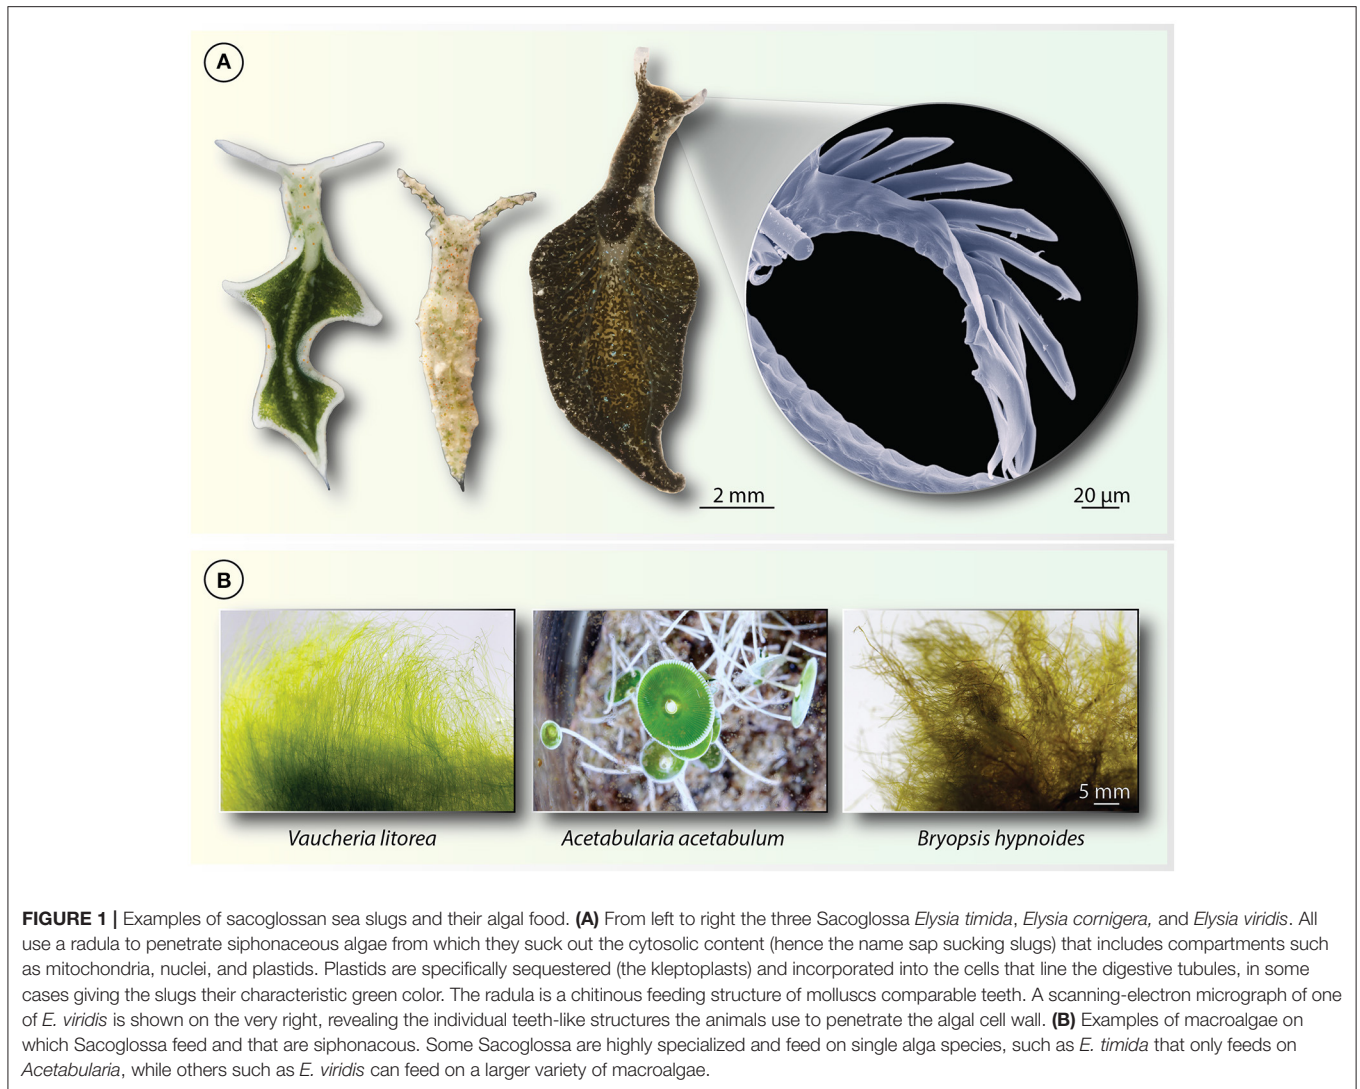 A
2 mm
20 µm
B
5 mm
Vaucheria litorea
Acetabularia acetabulum
Bryopsis hypnoides
FIGURE 1 | Examples of sacoglossan sea slugs and their algal food. (A) From left to right the three Sacoglossa Elysia timida, Elysia cornigera, and Elysia viridis. All
use a radula to penetrate siphonaceous algae from which they suck out the cytosolic content (hence the name sap sucking slugs) that includes compartments such
as mitochondria, nuclei, and plastids. Plastids are specifically sequestered (the kleptoplasts) and incorporated into the cells that line the digestive tubules, in some
cases giving the slugs their characteristic green color. The radula is a chitinous feeding structure of molluscs comparable teeth. A scanning-electron micrograph of one
of E. viridis is shown on the very right, revealing the individual teeth-like structures the animals use to penetrate the algal cell wall. (B) Examples of macroalgae on
which Sacoglossa feed and that are siphonacous. Some Sacoglossa are highly specialized and feed on single alga species, such as E. timida that only feeds on
Acetabularia, while others such as E. viridis can feed on a larger variety of macroalgae.